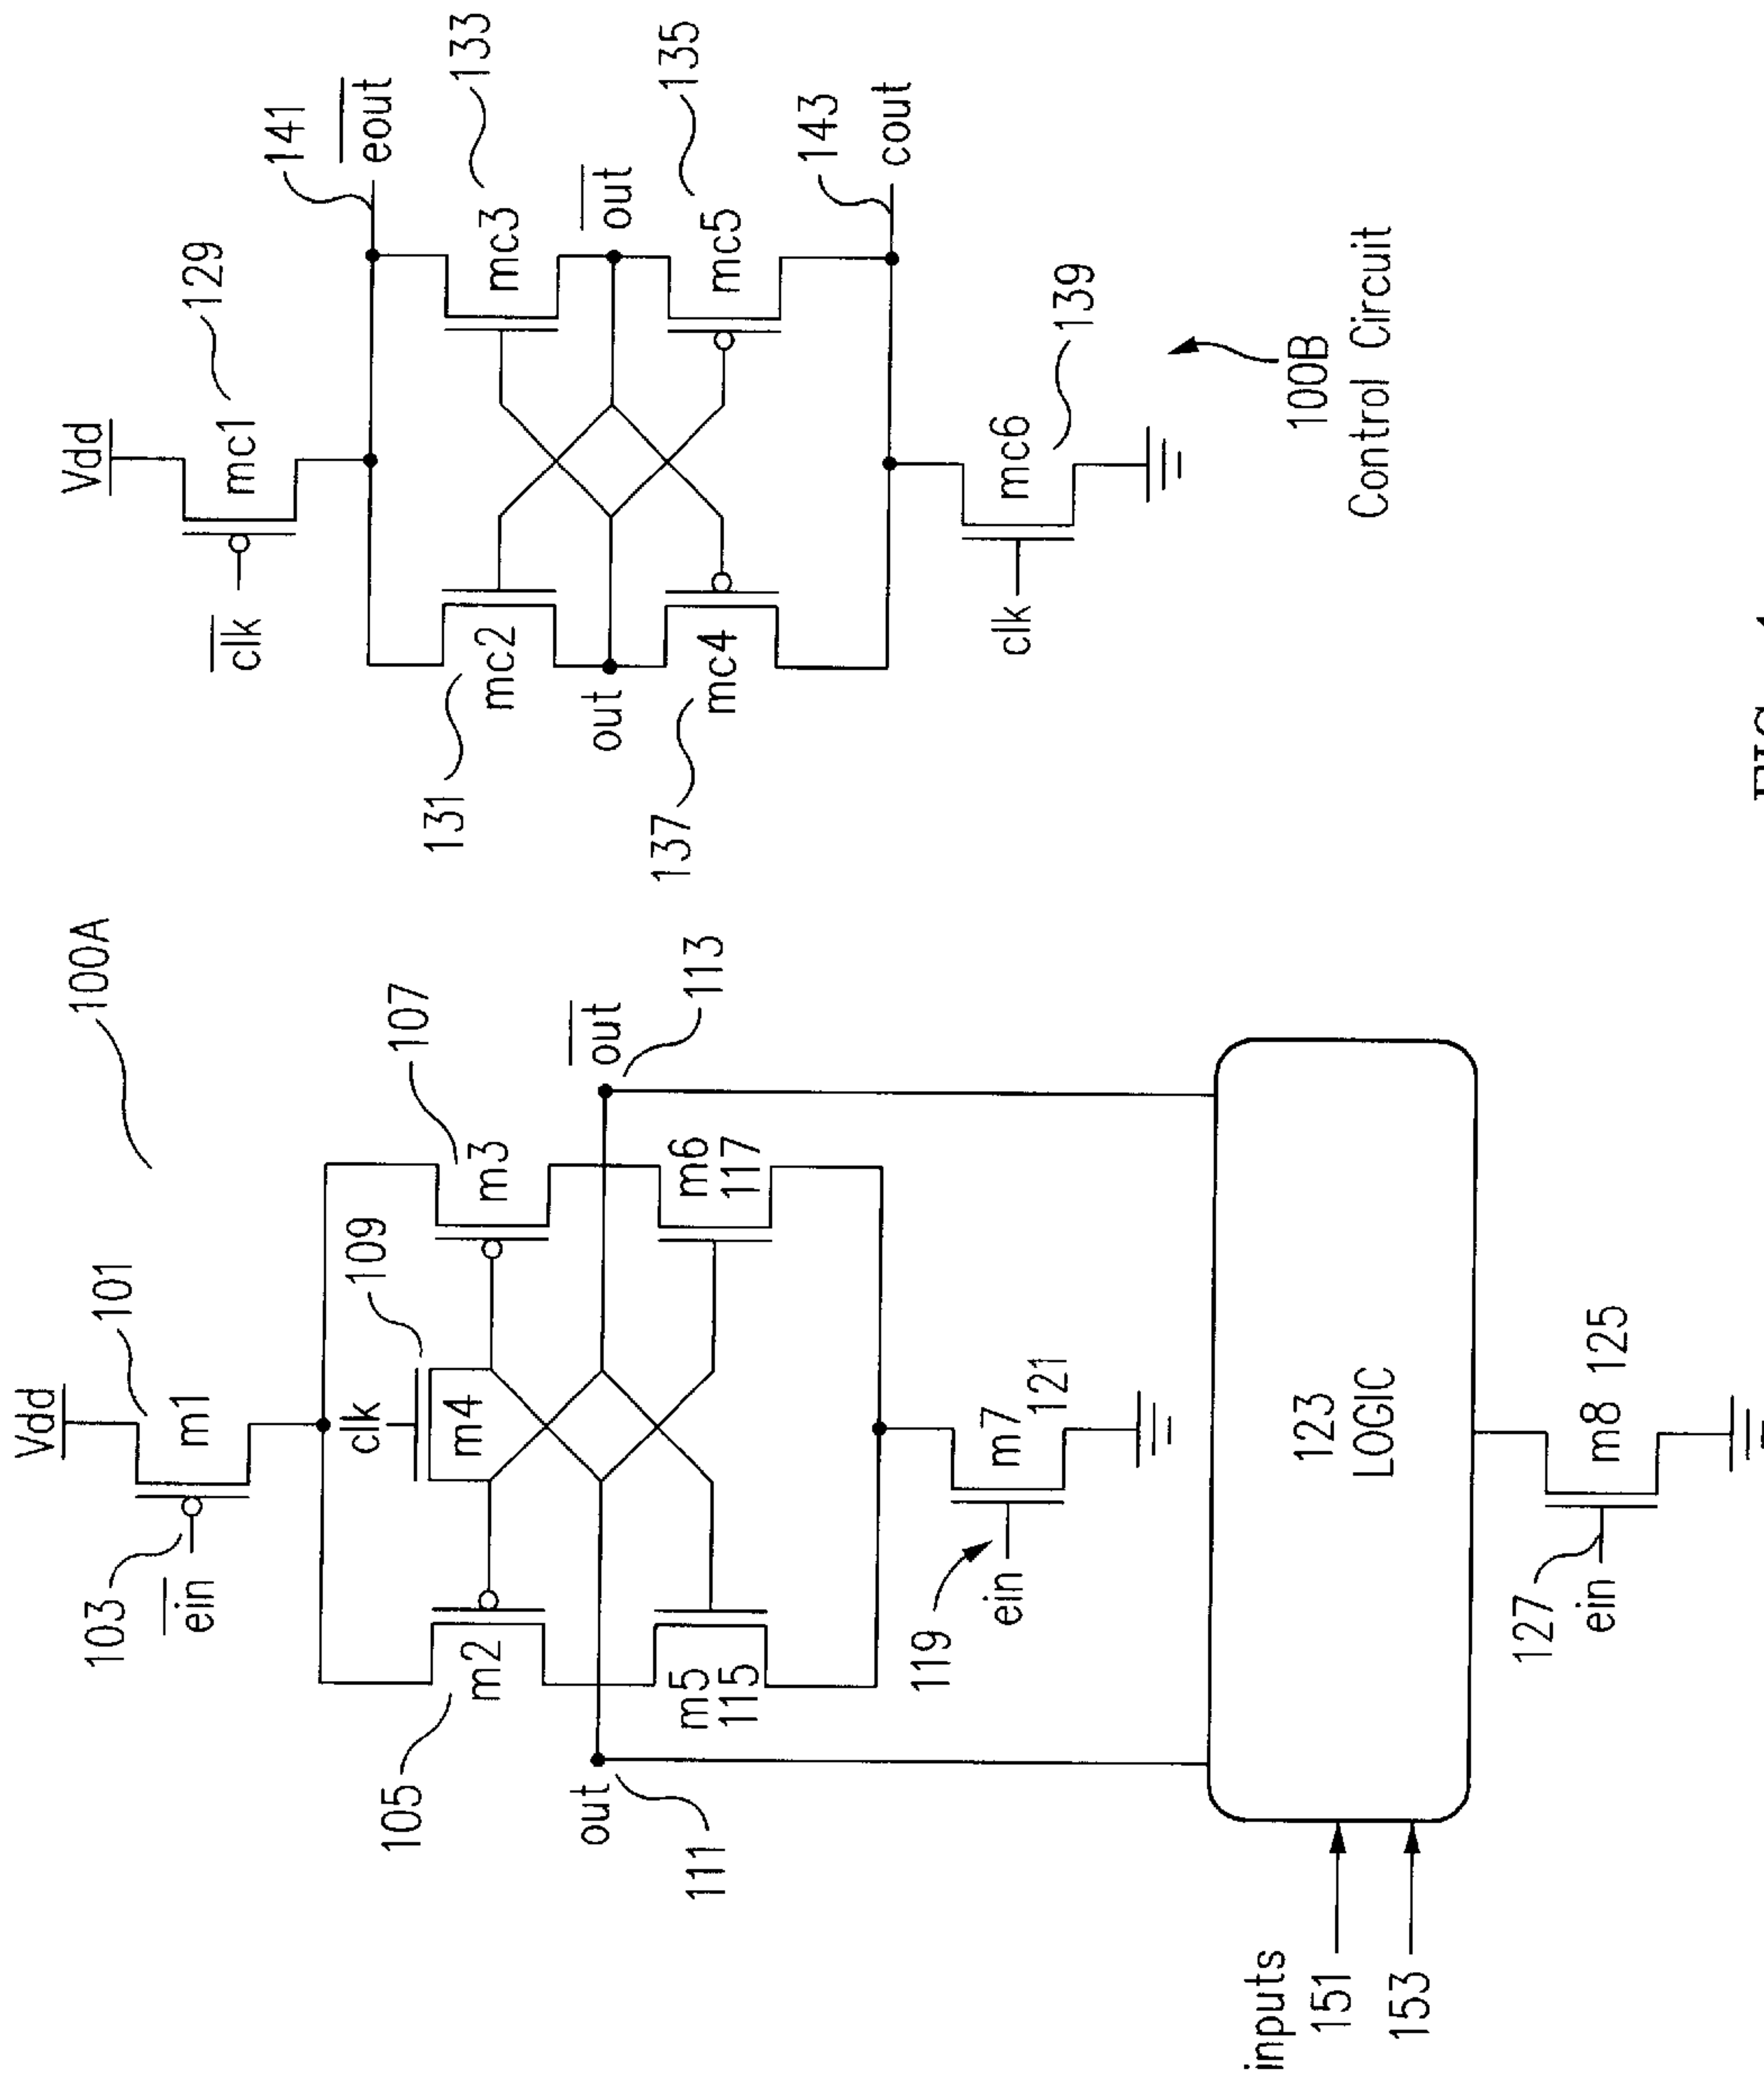 100A
Vdd
101
m1
103
ein
105
m2
107
m3
109
clk
m4
out
111
out
113
m5
115
m6
117
119
ein
m7
121
123
LOGIC
inputs
151
153
127
ein
m8 125
Vdd
mc1
129
clk
141
eout
131
mc2
mc3
133
out
out
137
mc4
mc5
135
143
cout
clk
mc6
139
100B
Control Circuit